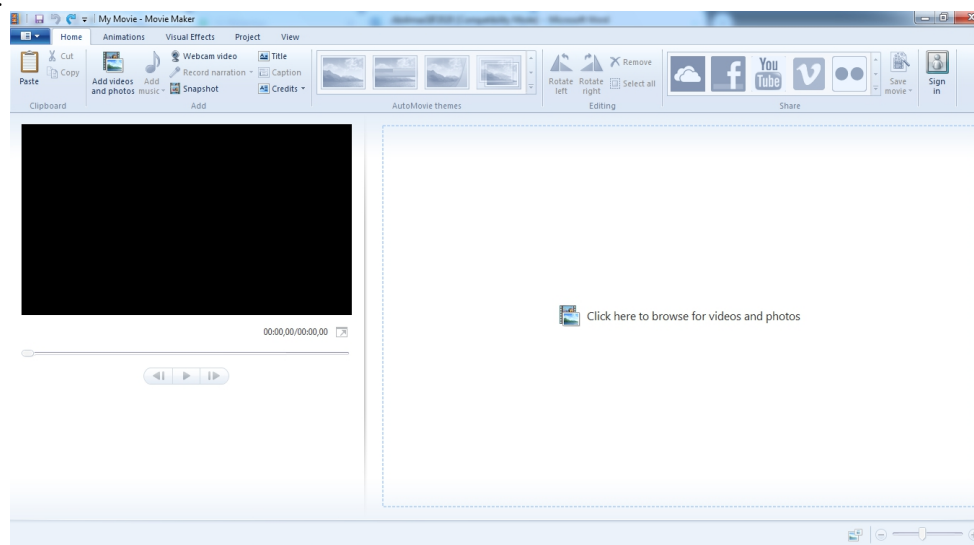 My Movie - Movie Maker
Home Animations Visual Effects Project View
Paste
Cut
Copy
Clipboard
Add videos and photos
Add music
Webcam video
Record narration
Snapshot
Title
Caption
Credits
Add
AutoMovie themes
Rotate left
Rotate right
Remove
Select all
Editing
f
You
Tube
Share
Save movie
Sign in
00:00,00/00:00,00
Click here to browse for videos and photos